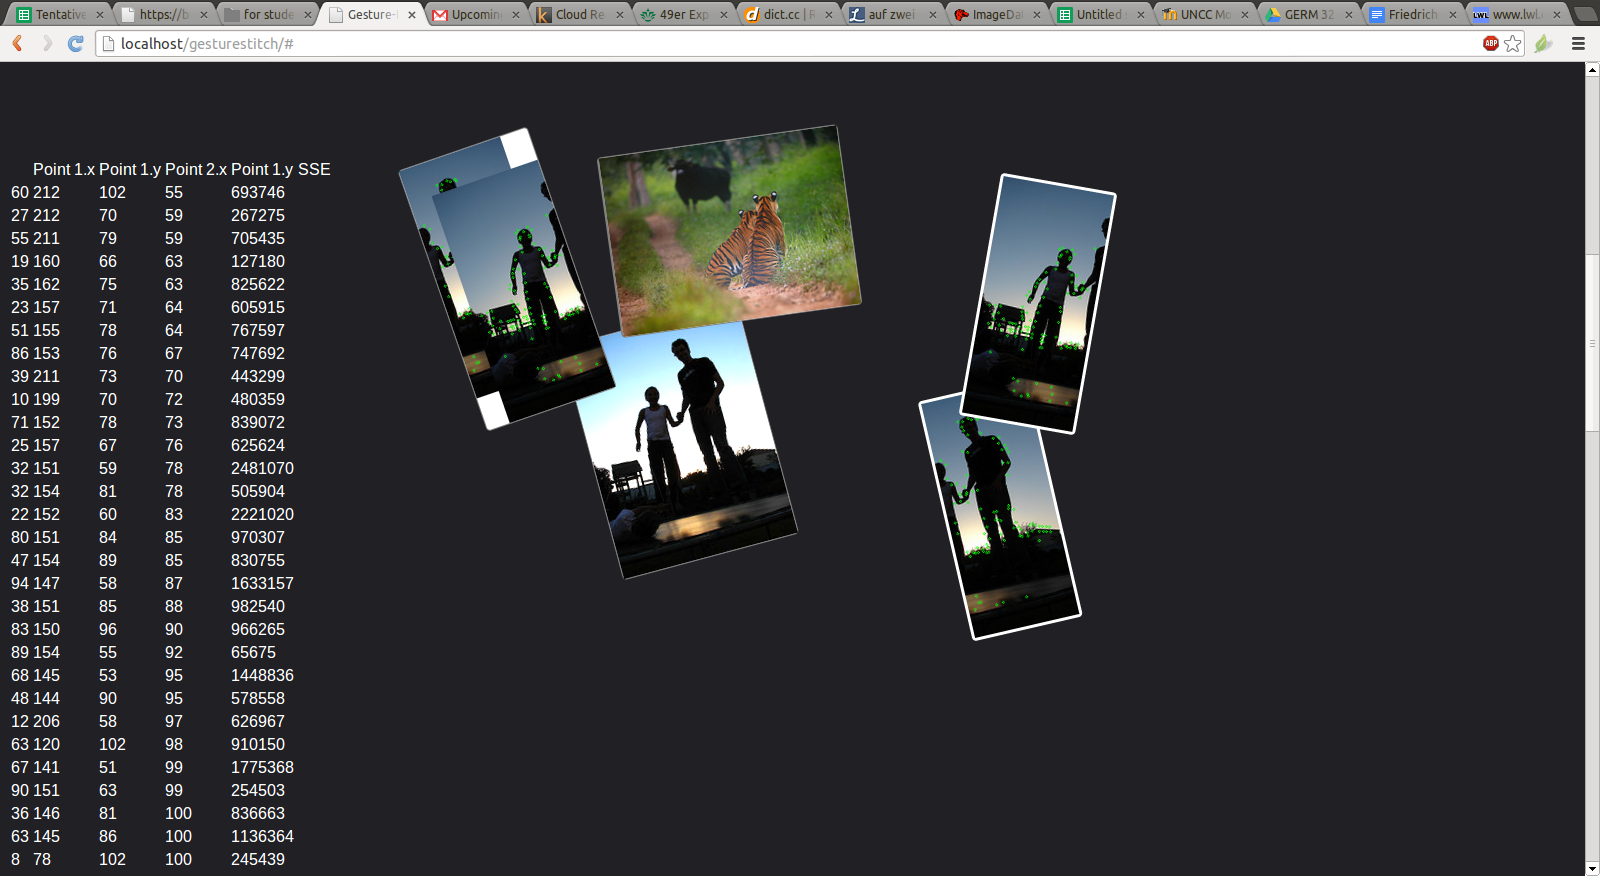 Tentative
https://b
for stude
Gesture-
Upcomin
Cloud Re
49er Exp
dict.cc | R
auf zwei
ImageDa
Untitled
UNCC Mo
GERM 32
Friedrich
LWL www.lwl.
localhost/gesturestitch/#
ABP
Point 1.x Point 1.y Point 2.x Point 1.y SSE
60 212 102 55 693746
27 212 70 59 267275
55 211 79 59 705435
19 160 66 63 127180
35 162 75 63 825622
23 157 71 64 605915
51 155 78 64 767597
86 153 76 67 747692
39 211 73 70 443299
10 199 70 72 480359
71 152 78 73 839072
25 157 67 76 625624
32 151 59 78 2481070
32 154 81 78 505904
22 152 60 83 2221020
80 151 84 85 970307
47 154 89 85 830755
94 147 58 87 1633157
38 151 85 88 982540
83 150 96 90 966265
89 154 55 92 65675
68 145 53 95 1448836
48 144 90 95 578558
12 206 58 97 626967
63 120 102 98 910150
67 141 51 99 1775368
90 151 63 99 254503
36 146 81 100 836663
63 145 86 100 1136364
8 78 102 100 245439